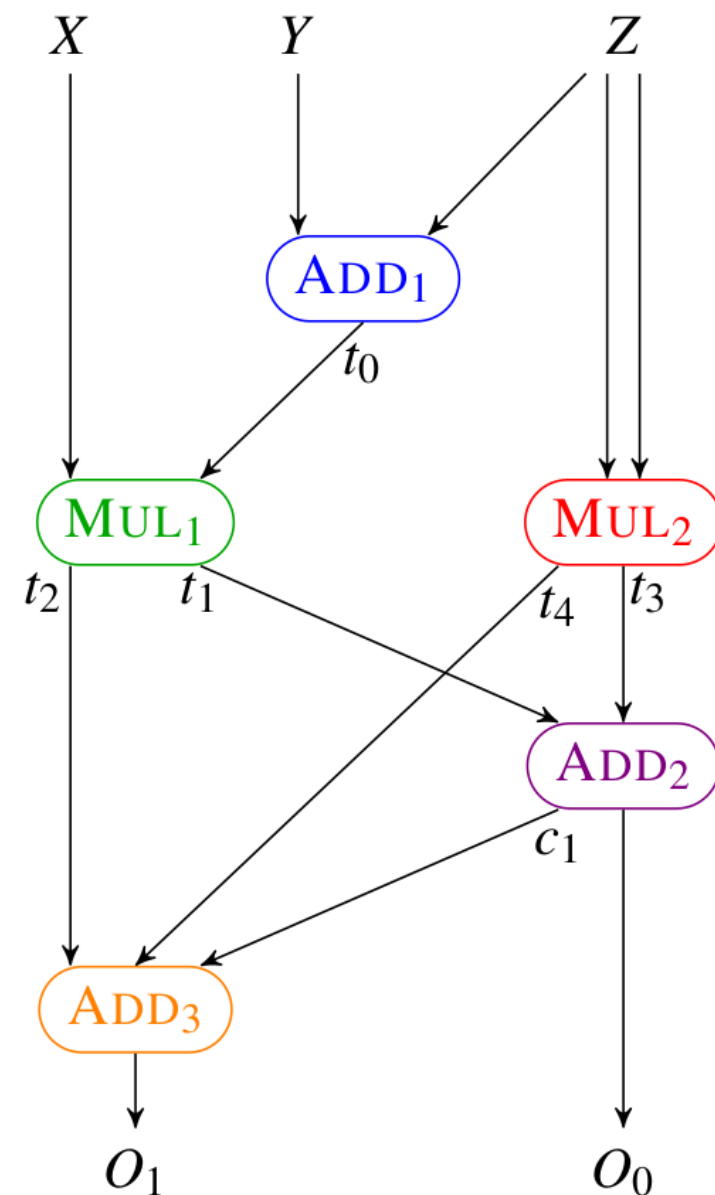 X Y Z
ADD₁
t₀
MUL₁ MUL₂
t₂ t₁ t₄ t₃
ADD₂
c₁
ADD₃
O₁ O₀